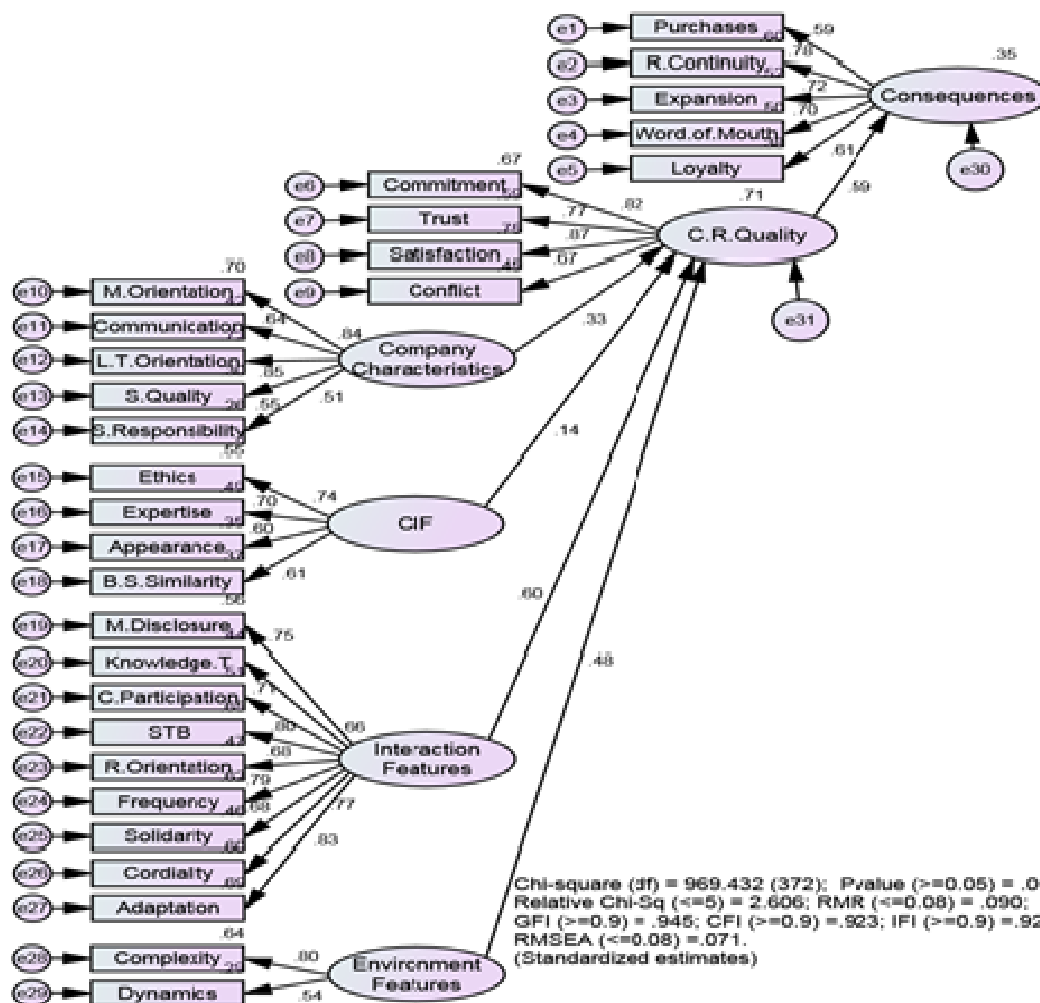 e1
Purchases
.59
e2
R.Continuity
.78
e3
Expansion
.72
e4
Word.of.Mouth
.70
e5
Loyalty
.61
.35
Consequences
e30
.59
.67
e6
Commitment
.82
e7
Trust
.77
e8
Satisfaction
.87
e9
Conflict
.67
.71
C.R.Quality
e31
.70
e10
M.Orientation
.84
e11
Communication
.64
e12
L.T.Orientation
.85
e13
S.Quality
.55
e14
S.Responsibility
.51
Company
Characteristics
.33
.55
e15
Ethics
.74
e16
Expertise
.70
e17
Appearance
.60
e18
B.S.Similarity
.61
CIF
.14
.56
e19
M.Disclosure
.75
e20
Knowledge.T
.66
e21
C.Participation
.71
e22
STB
.80
e23
R.Orientation
.68
e24
Frequency
.79
e25
Solidarity
.68
e26
Cordialty
.77
e27
Adaptation
.83
Interaction
Features
.60
.64
e28
Complexity
.80
e29
Dynamics
.54
Environment
Features
.48
Chi-square (df) = 969.432 (372); Pvalue (>=0.05) =
Relative Chi-Sq (<=5) = 2.606; RMR (<=0.08) = .090;
GFI (>=0.9) = .945; CFI (>=0.9) =.923; IFI (>=0.9) =
RMSEA (<=0.08) =.071.
(Standardized estimates)